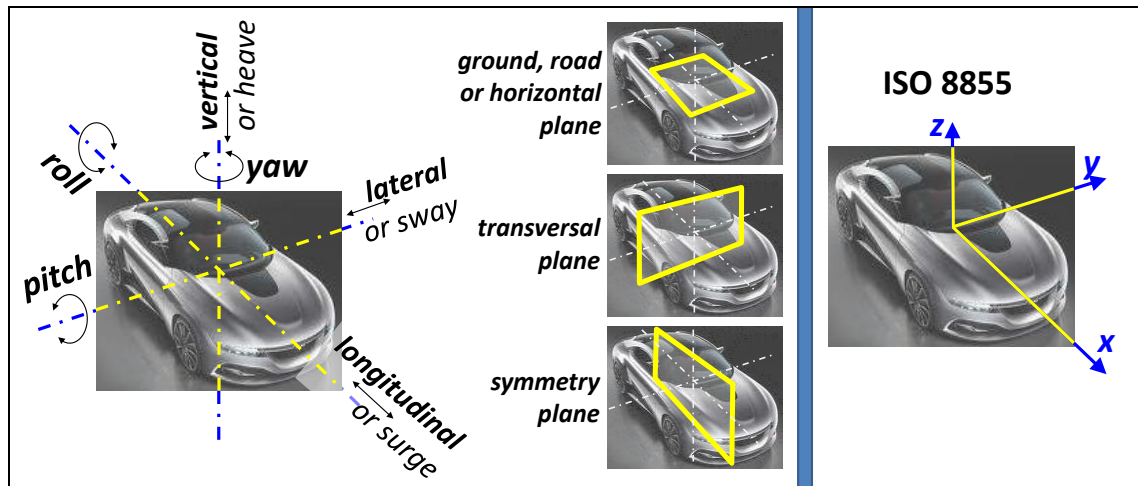 vertical
or heave
roll
yaw
lateral
or sway
pitch
longitudinal
or surge
ground, road
or horizontal
plane
transversal
plane
symmetry
plane
ISO 8855
z
y
x